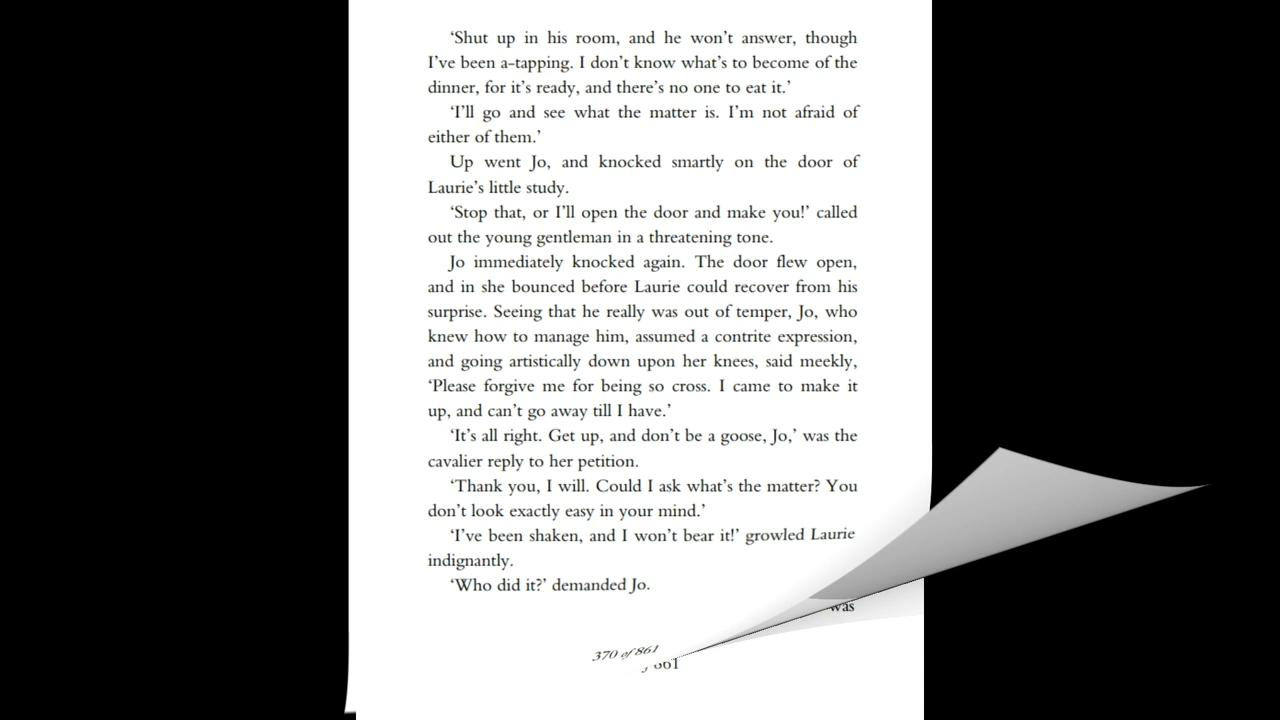 ‘Shut up in his room, and he won’t answer, though
I’ve been a-tapping. I don’t know what’s to become of the
dinner, for it’s ready, and there’s no one to eat it.’
‘I’ll go and see what the matter is. I’m not afraid of
either of them.’
Up went Jo, and knocked smartly on the door of
Laurie’s little study.
‘Stop that, or I’ll open the door and make you!’ called
out the young gentleman in a threatening tone.
Jo immediately knocked again. The door flew open,
and in she bounced before Laurie could recover from his
surprise. Seeing that he really was out of temper, Jo, who
knew how to manage him, assumed a contrite expression,
and going artistically down upon her knees, said meekly,
‘Please forgive me for being so cross. I came to make it
up, and can’t go away till I have.’
‘It’s all right. Get up, and don’t be a goose, Jo,’ was the
cavalier reply to her petition.
‘Thank you, I will. Could I ask what’s the matter? You
don’t look exactly easy in your mind.’
‘I’ve been shaken, and I won’t bear it!’ growled Laurie
indignantly.
‘Who did it?’ demanded Jo.
was
370 of 861